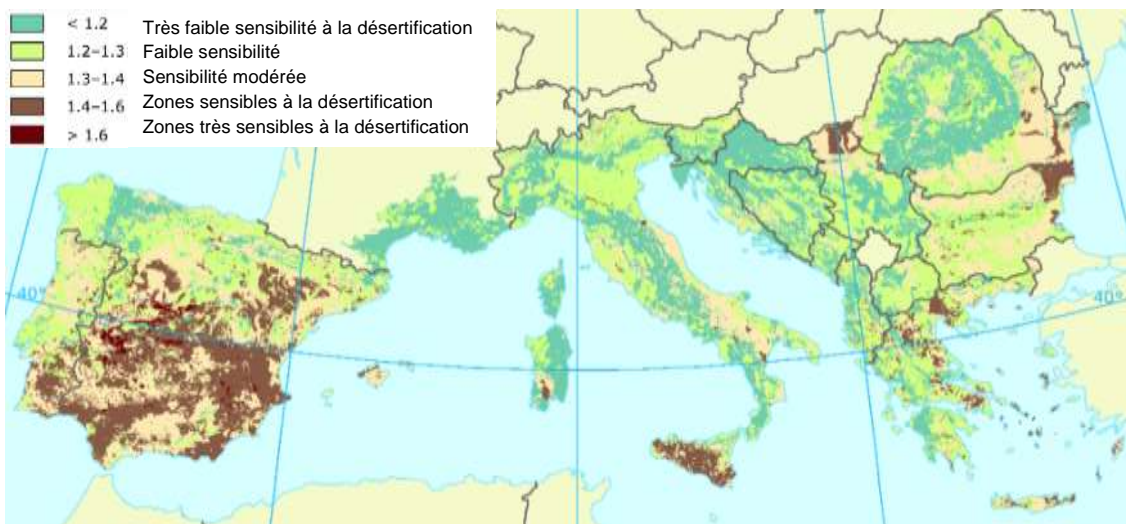 < 1.2 Très faible sensibilité à la désertification
1.2–1.3 Faible sensibilité
1.3–1.4 Sensibilité modérée
1.4–1.6 Zones sensibles à la désertification
> 1.6 Zones très sensibles à la désertification
40°
40°